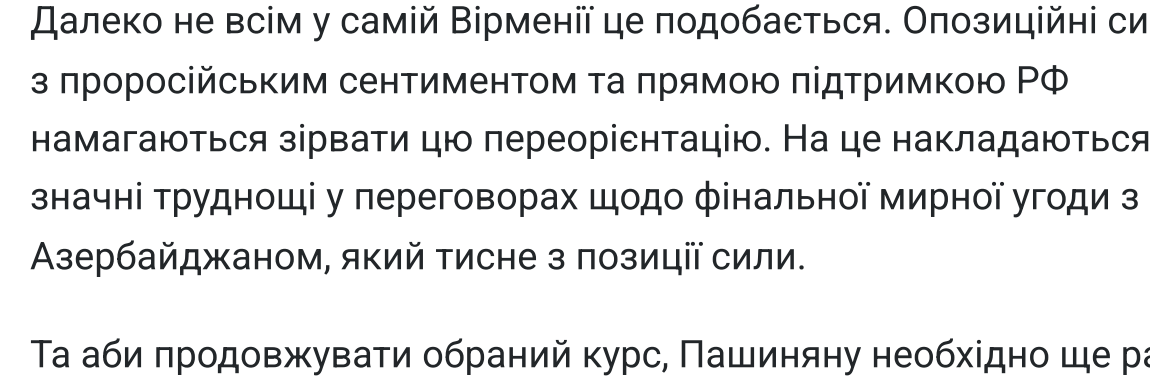 Далеко не всім у самій Вірменії це подобається. Опозиційні си
з проросійським сентиментом та прямою підтримкою РФ
намагаються зірвати цю переорієнтацію. На це накладаються
значні труднощі у переговорах щодо фінальної мирної угоди з
Азербайджаном, який тисне з позиції сили.
Та аби продовжувати обраний курс, Пашиняну необхідно ще ра